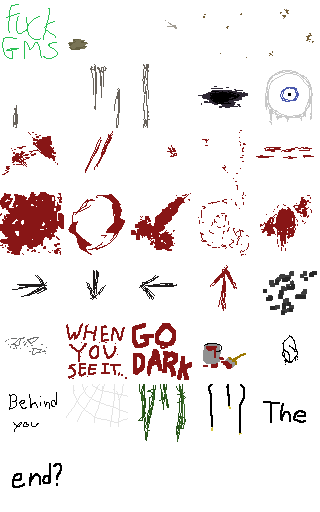 FUCK
GMS
WHEN
YOU
SEE IT..
GO
DARK
Behind
you
The
end?